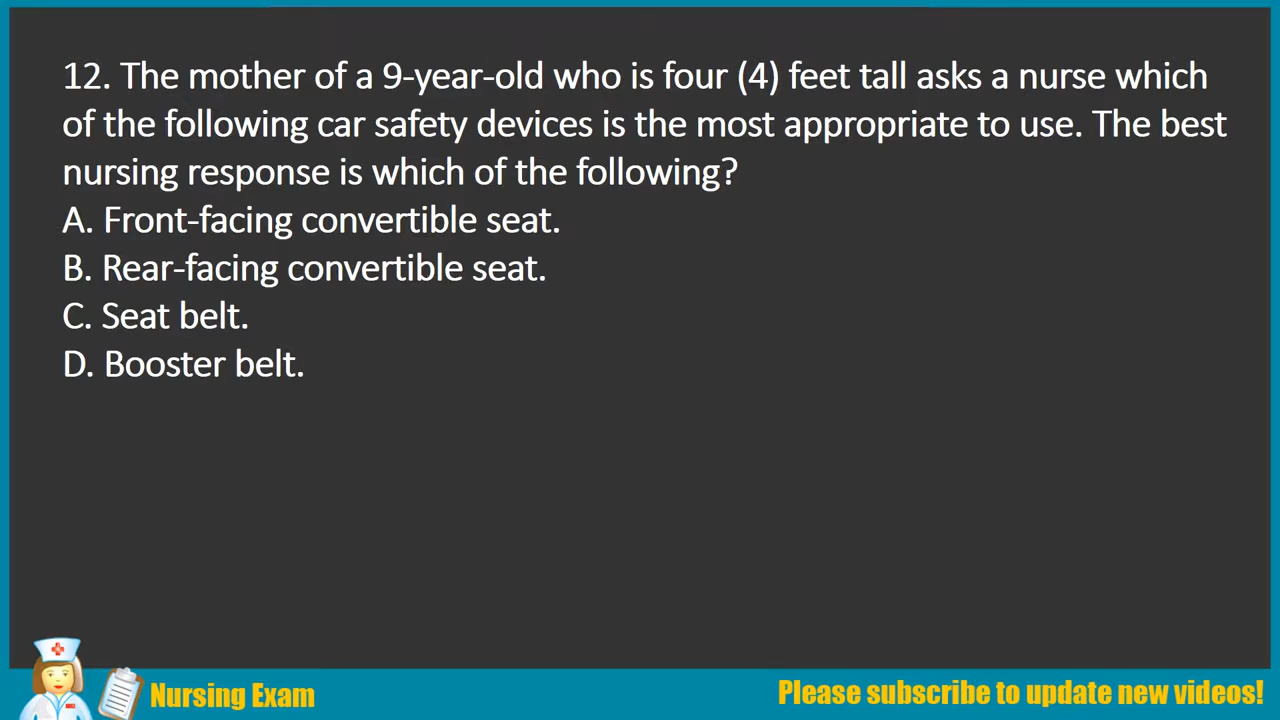 12. The mother of a 9-year-old who is four (4) feet tall asks a nurse which
of the following car safety devices is the most appropriate to use. The best
nursing response is which of the following?
A. Front-facing convertible seat.
B. Rear-facing convertible seat.
C. Seat belt.
D. Booster belt.
Nursing Exam
Please subscribe to update new videos!